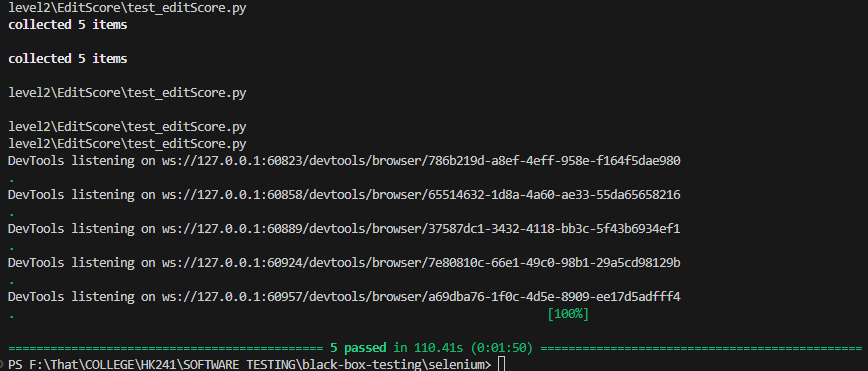 level2\EditScore\test_editScore.py
collected 5 items
collected 5 items
level2\EditScore\test_editScore.py
level2\EditScore\test_editScore.py
level2\EditScore\test_editScore.py
DevTools listening on ws://127.0.0.1:60823/devtools/browser/786b219d-a8ef-4eff-958e-f164f5dae980
.
DevTools listening on ws://127.0.0.1:60858/devtools/browser/65514632-1d8a-4a60-ae33-55da65658216
.
DevTools listening on ws://127.0.0.1:60889/devtools/browser/37587dc1-3432-4118-bb3c-5f43b6934ef1
.
DevTools listening on ws://127.0.0.1:60924/devtools/browser/7e80810c-66e1-49c0-98b1-29a5cd98129b
.
DevTools listening on ws://127.0.0.1:60957/devtools/browser/a69dba76-1f0c-4d5e-8909-ee17d5adfff4
. [100%]
============================================= 5 passed in 110.41s (0:01:50) ==============================================
PS F:\That\COLLEGE\HK241\SOFTWARE TESTING\black-box-testing\selenium>